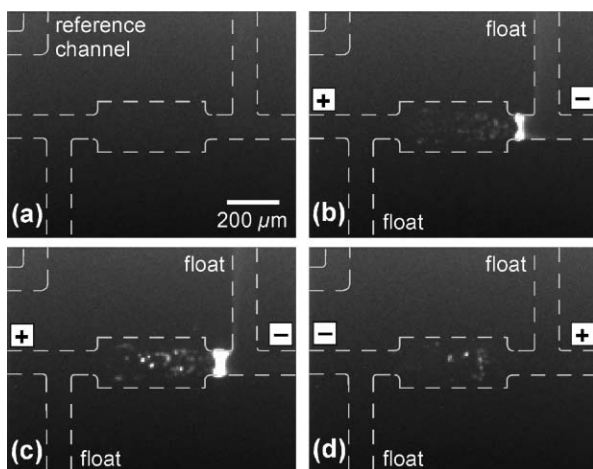 reference
channel
(a)
200 µm
float
+
−
(b)
float
float
+
−
(c)
float
float
−
+
(d)
float